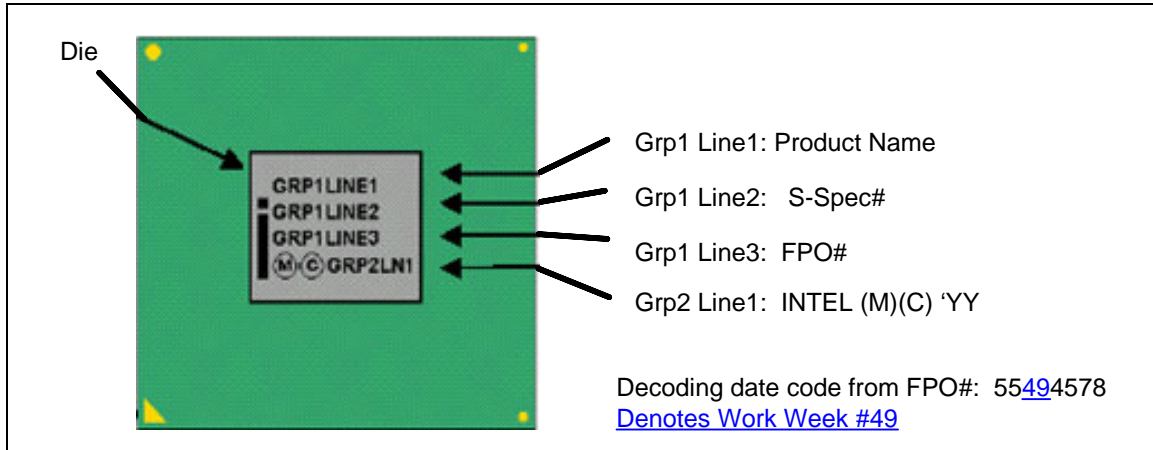 Die
GRP1LINE1
GRP1LINE2
GRP1LINE3
M C GRP2LN1
Grp1 Line1: Product Name
Grp1 Line2: S-Spec#
Grp1 Line3: FPO#
Grp2 Line1: INTEL (M)(C) ‘YY
Decoding date code from FPO#: 55494578
Denotes Work Week #49